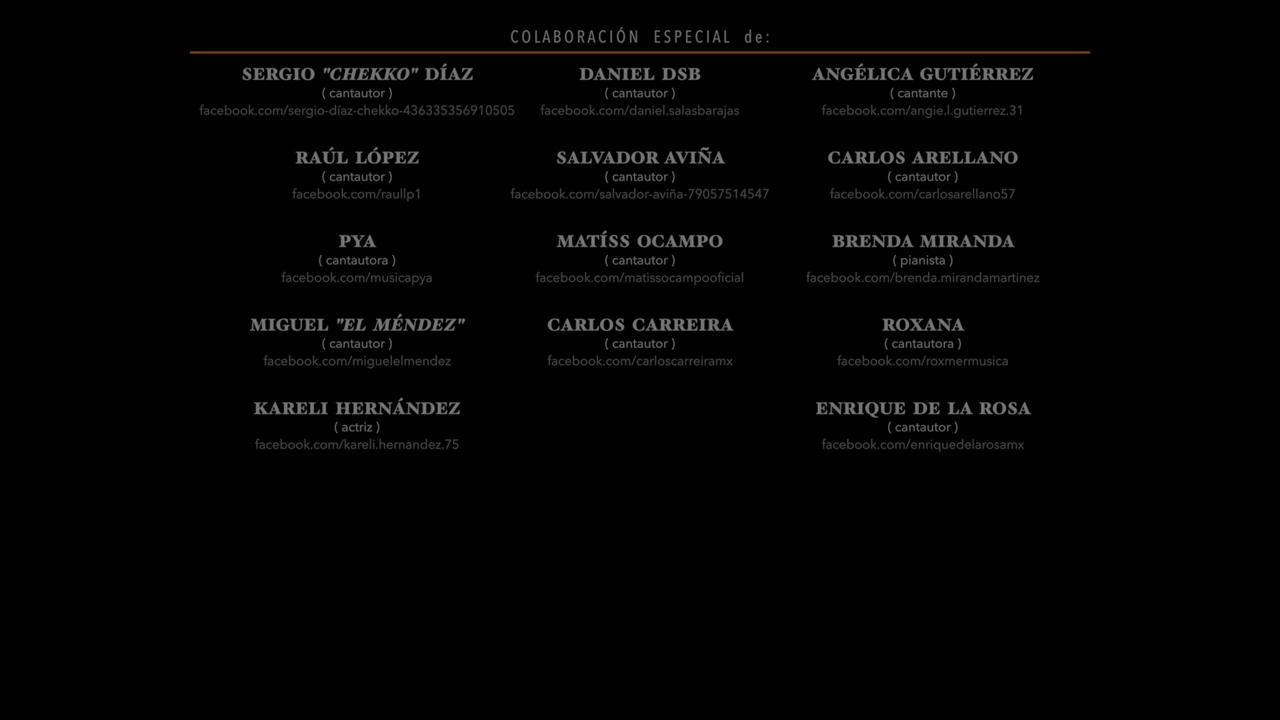 COLABORACIÓN ESPECIAL de:
SERGIO "CHEKKO" DÍAZ
( cantautor )
facebook.com/sergio-díaz-chekko-436335356910505
DANIEL DSB
( cantautor )
facebook.com/daniel.salasbarajas
ANGÉLICA GUTIÉRREZ
( cantante )
facebook.com/angie.l.gutierrez.31
RAÚL LÓPEZ
( cantautor )
facebook.com/raullp1
SALVADOR AVIÑA
( cantautor )
facebook.com/salvador-aviña-79057514547
CARLOS ARELLANO
( cantautor )
facebook.com/carlosarellano57
PYA
( cantautora )
facebook.com/musicapya
MATÍSS OCAMPO
( cantautor )
facebook.com/matissocampooficial
BRENDA MIRANDA
( pianista )
facebook.com/brenda.mirandamartinez
MIGUEL "EL MÉNDEZ"
( cantautor )
facebook.com/miguelelmendez
CARLOS CARREIRA
( cantautor )
facebook.com/carloscarreiramx
ROXANA
( cantautora )
facebook.com/roxmermusica
KARELI HERNÁNDEZ
( actriz )
facebook.com/kareli.hernandez.75
ENRIQUE DE LA ROSA
( cantautor )
facebook.com/enriquedelarosamx